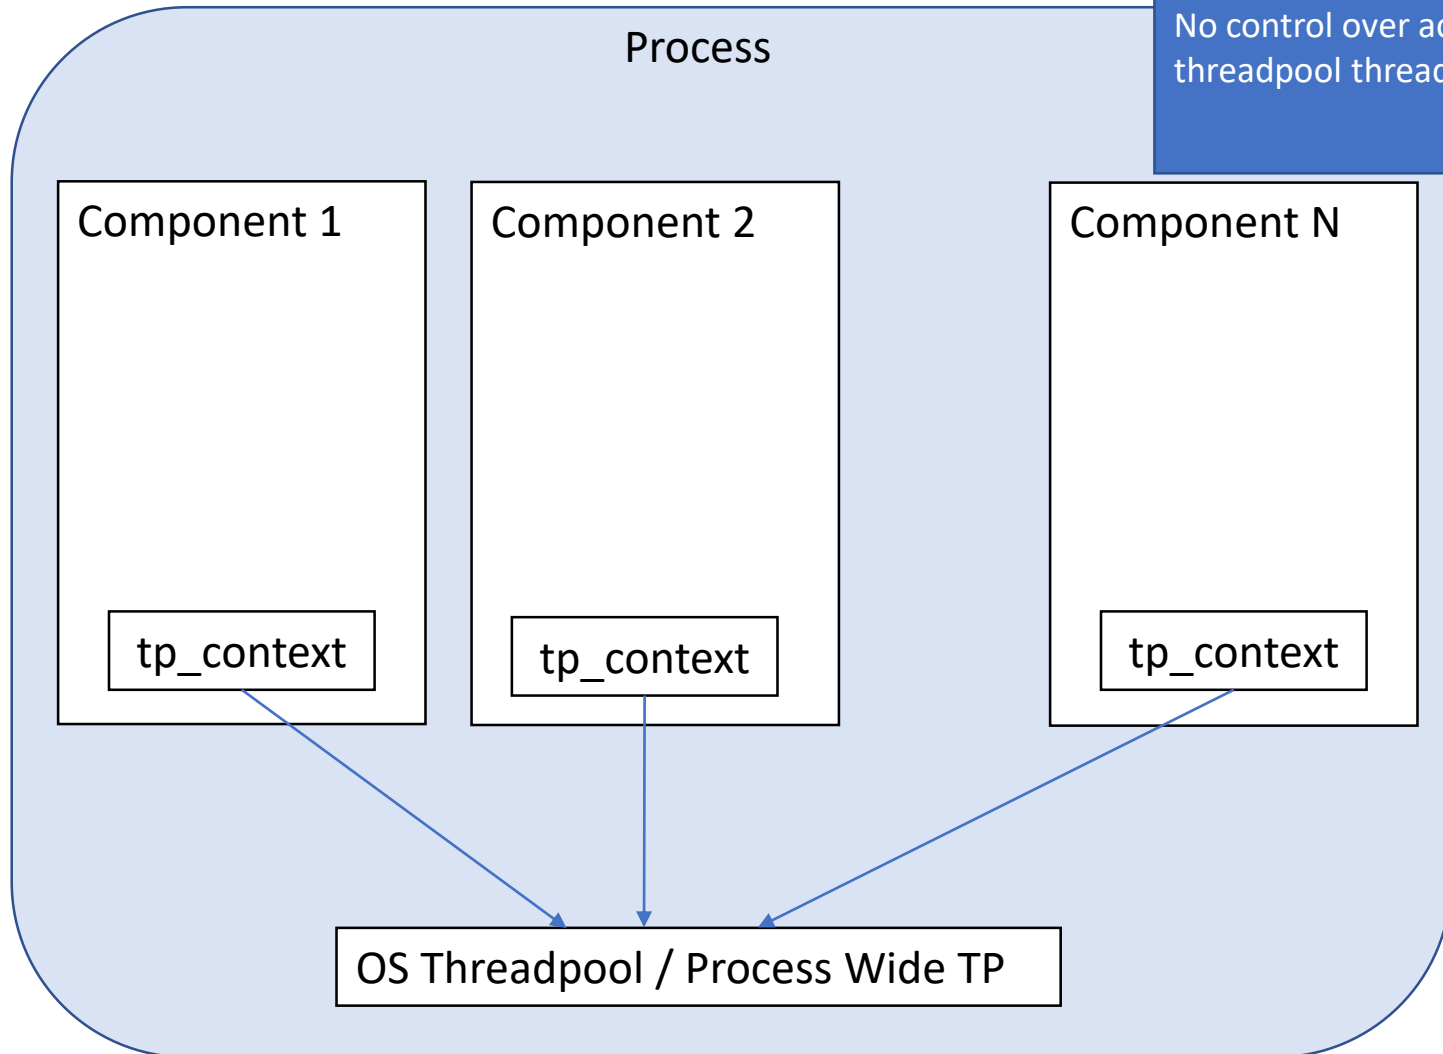 Process
No control over
threadpool
Component 1
Component 2
Component N
tp_context
tp_context
tp_context
OS Threadpool / Process Wide TP